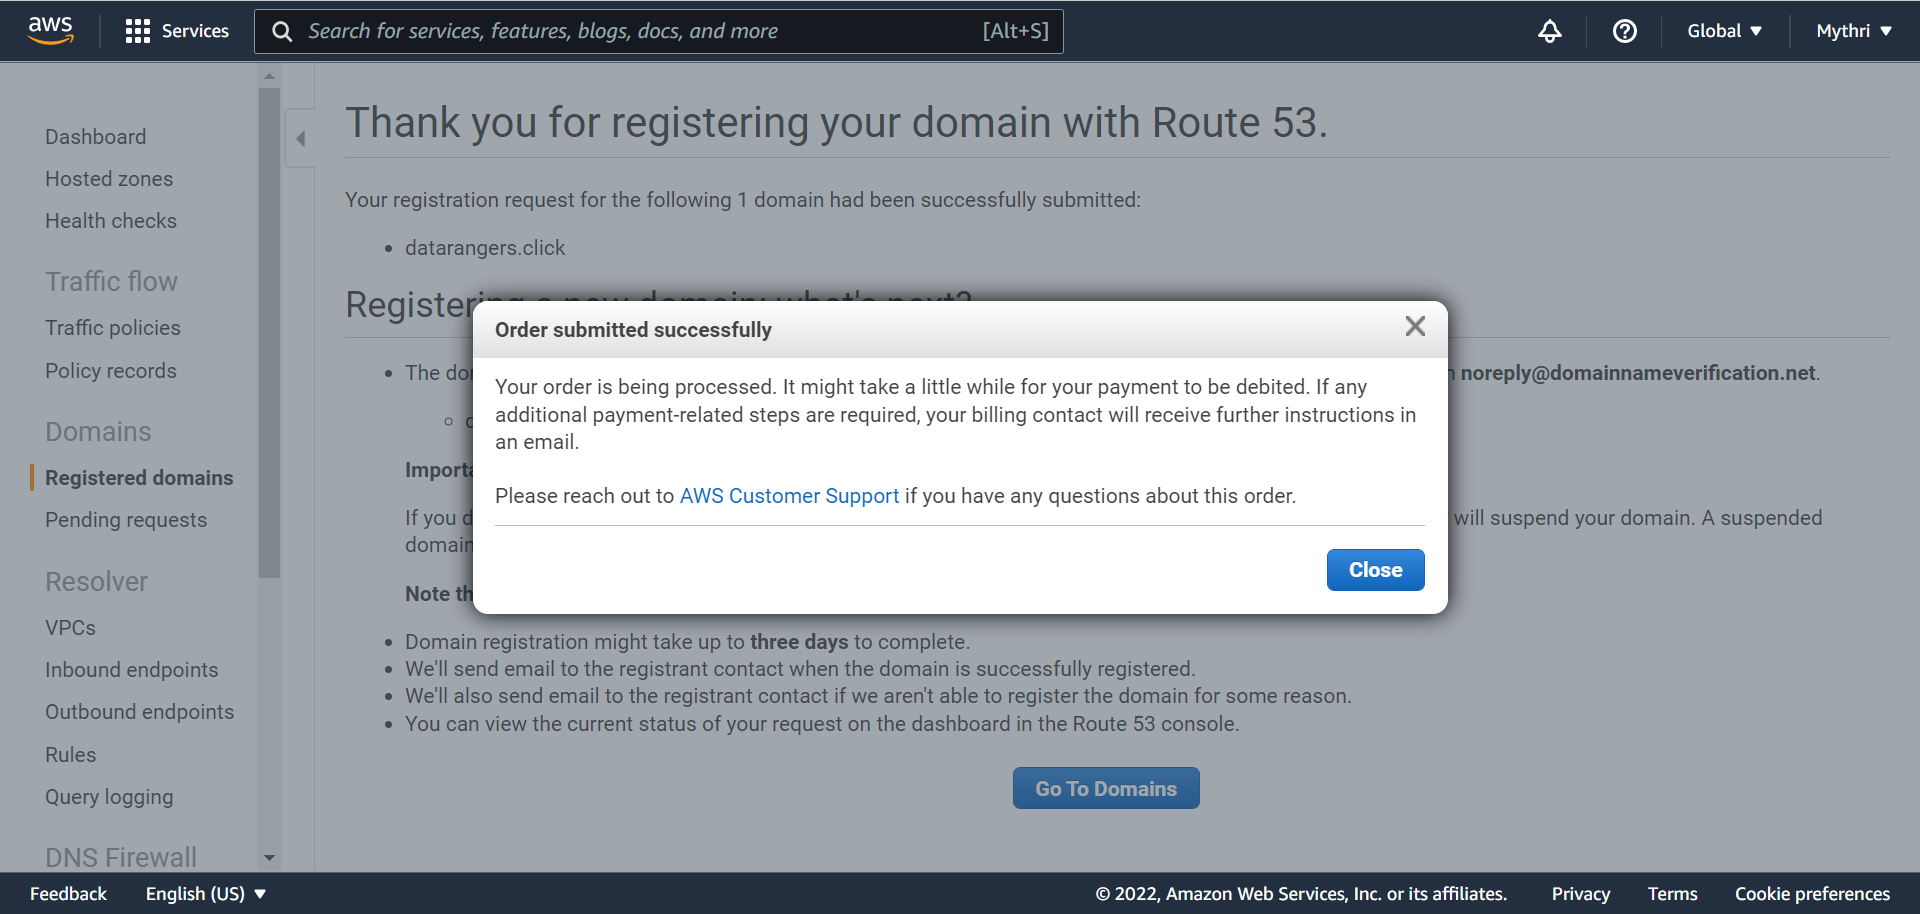 aws
Services
Search for services, features, blogs, docs, and more
[Alt+S]
Global
Mythri
Dashboard
Hosted zones
Health checks
Traffic flow
Traffic policies
Policy records
Domains
Registered domains
Pending requests
Resolver
VPCs
Inbound endpoints
Outbound endpoints
Rules
Query logging
DNS Firewall
Thank you for registering your domain with Route 53.
Your registration request for the following 1 domain had been successfully submitted:
• datarangers.click
Registering a new domain: what's next?
• The
noreply@domainnameverification.net.
Order submitted successfully
Your order is being processed. It might take a little while for your payment to be debited. If any
additional payment-related steps are required, your billing contact will receive further instructions in
an email.
Please reach out to AWS Customer Support if you have any questions about this order.
Close
If you
will suspend your domain. A suspended
domain
Note
• Domain registration might take up to three days to complete.
• We'll send email to the registrant contact when the domain is successfully registered.
• We'll also send email to the registrant contact if we aren't able to register the domain for some reason.
• You can view the current status of your request on the dashboard in the Route 53 console.
Go To Domains
Feedback
English (US)
© 2022, Amazon Web Services, Inc. or its affiliates.
Privacy
Terms
Cookie preferences